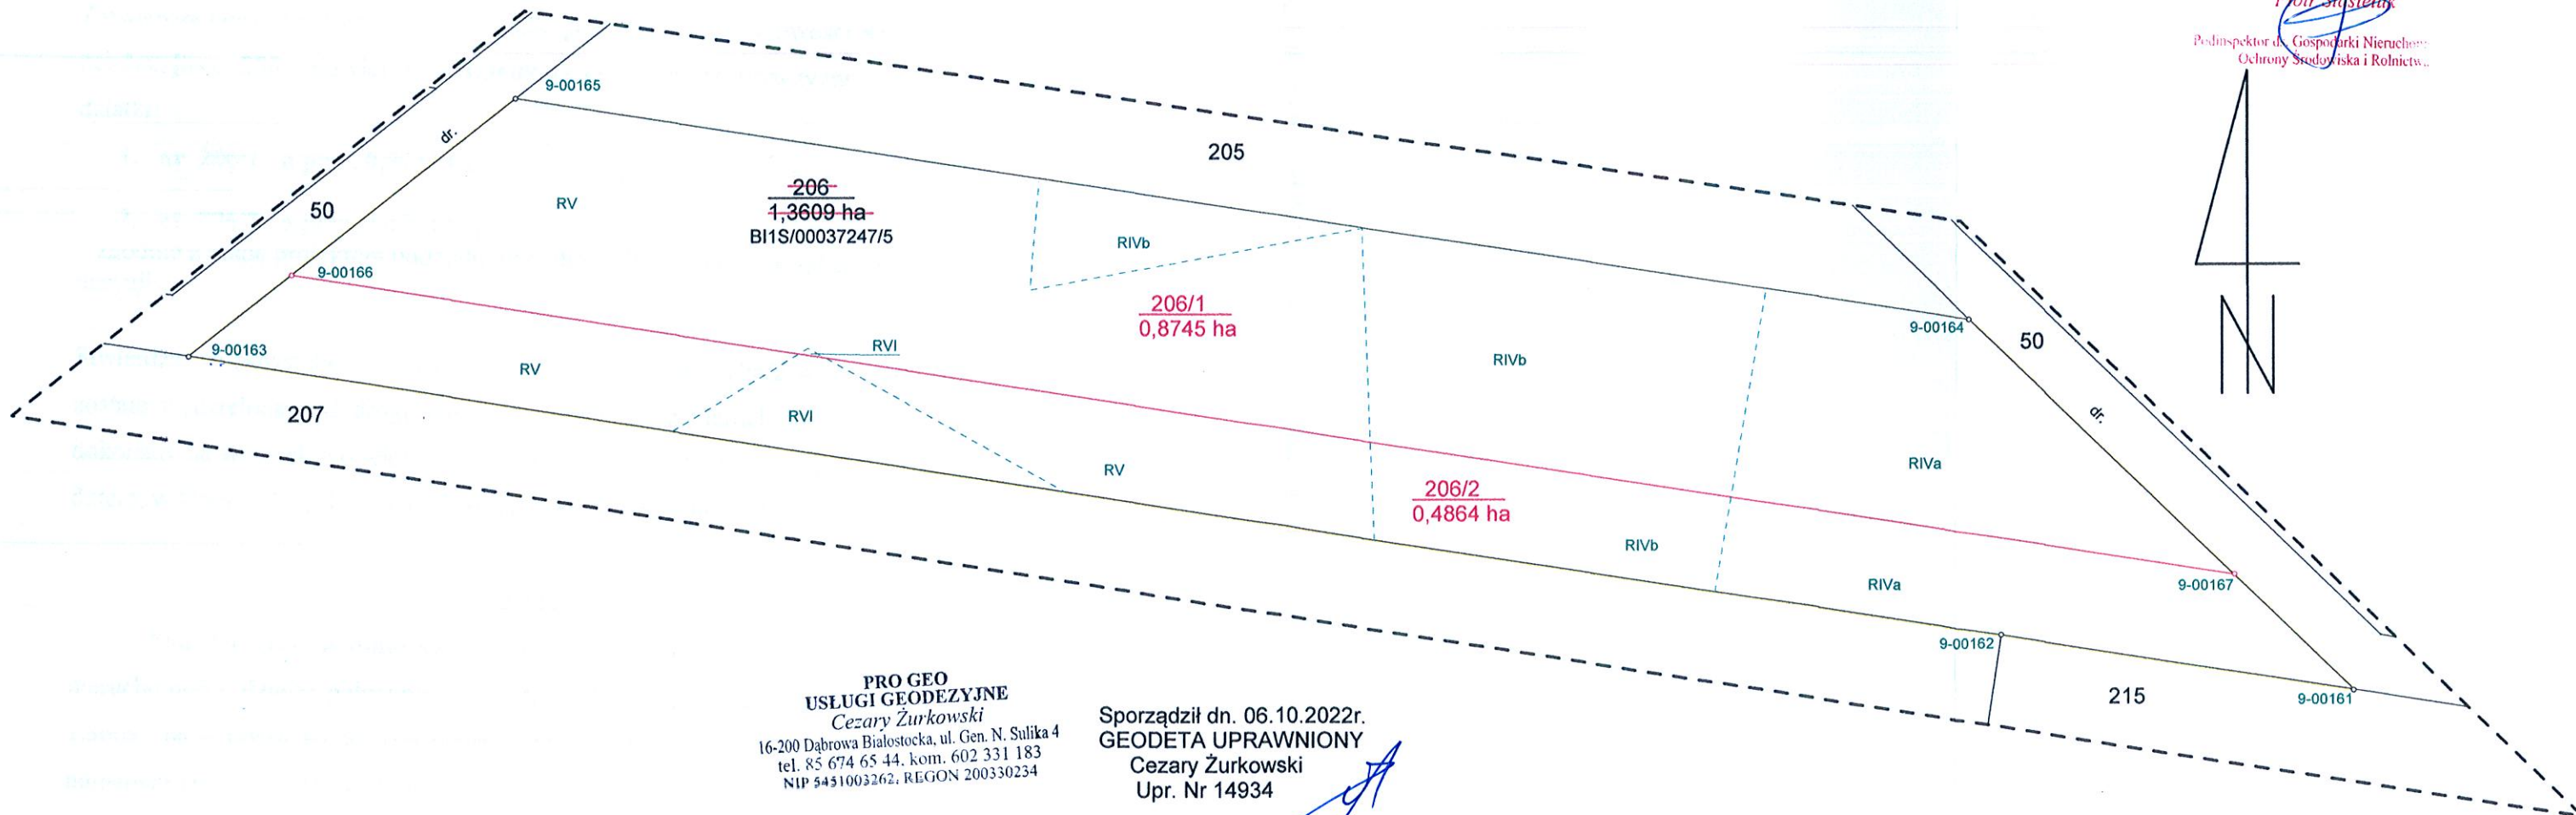 Podinspektor
Ochrony Środowiska i Rolnictw
9-00165
dr.
205
206
1,3609 ha
BI1S/00037247/5
RV
50
RIVb
9-00166
206/1
0,8745 ha
9-00164
50
RVI
9-00163
RIVb
RV
dr.
207
RVI
RV
RIVa
206/2
0,4864 ha
RIVb
RIVa
9-00167
9-00162
215
9-00161
PRO GEO
USŁUGI GEODEZYJNE
Cezary Żurkowski
16-200 Dąbrowa Białostocka, ul. Gen. N. Sulika 4
tel. 85 674 65 44. kom. 602 331 183
NIP 5451003262, REGON 200330234
Sporządził dn. 06.10.2022r.
GEODETA UPRAWNIONY
Cezary Żurkowski
Upr. Nr 14934
N